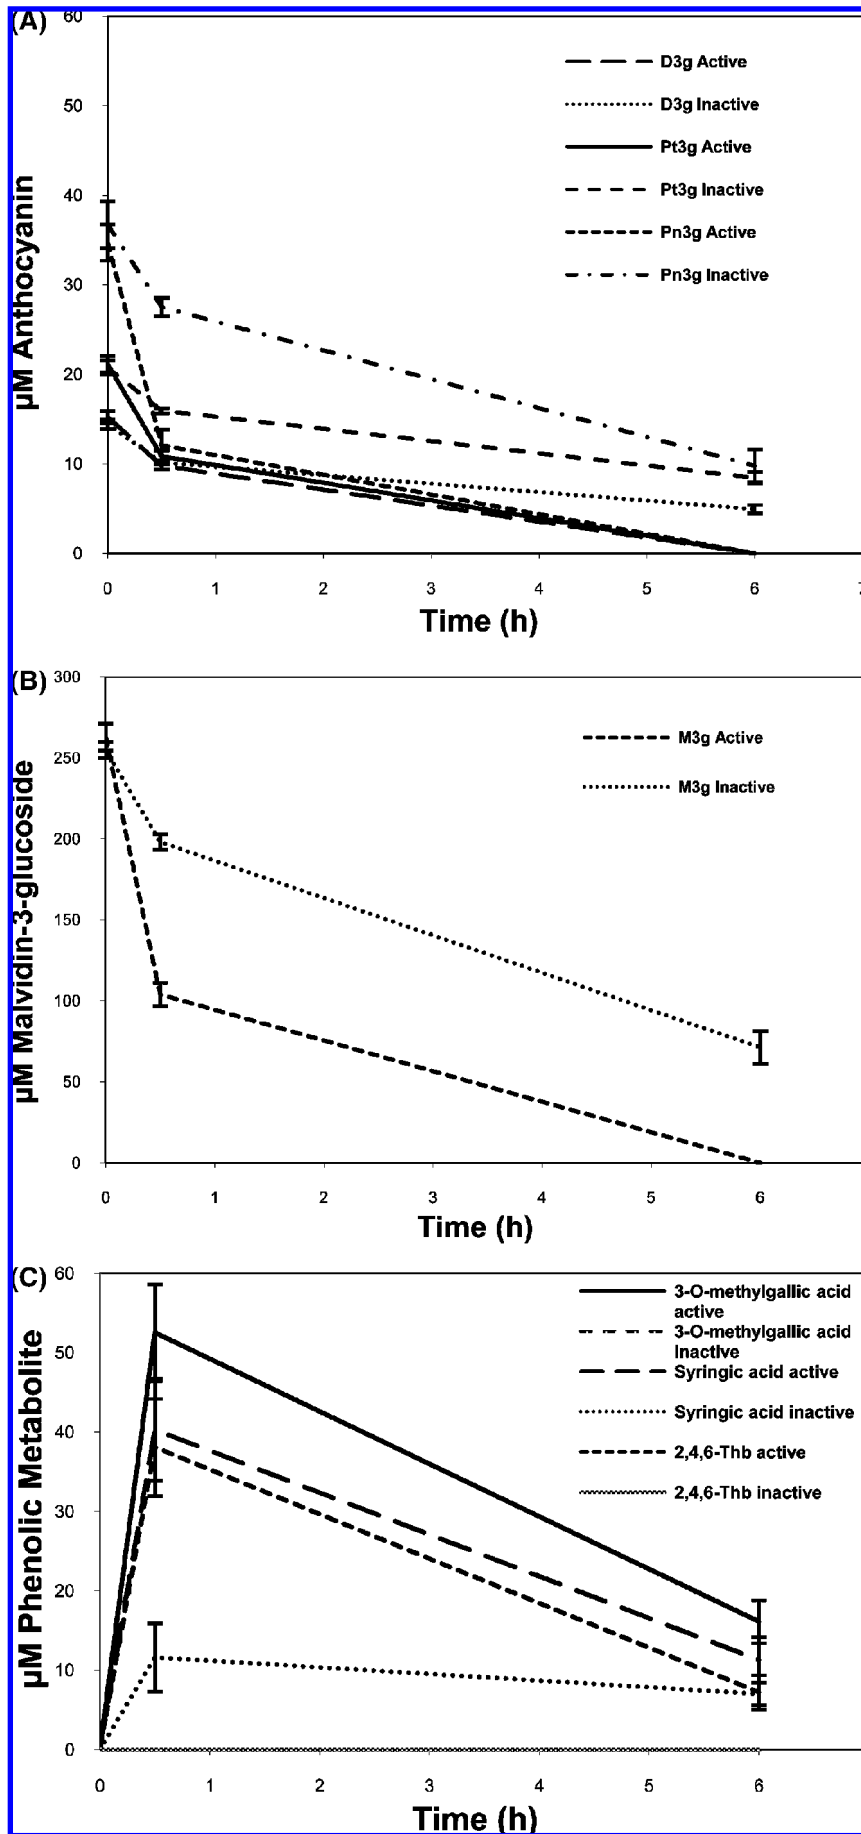 (A)
60
50
40
30
20
10
0
µM Anthocyanin
D3g Active
D3g Inactive
Pt3g Active
Pt3g Inactive
Pn3g Active
Pn3g Inactive
0 1 2 3 4 5 6 7
Time (h)
(B)
300
250
200
150
100
50
0
µM Malvidin-3-glucoside
M3g Active
M3g Inactive
0 1 2 3 4 5 6
Time (h)
(C)
60
50
40
30
20
10
0
µM Phenolic Metabolite
3-O-methylgallic acid
active
3-O-methylgallic acid
inactive
Syringic acid active
Syringic acid inactive
2,4,6-Thb active
2,4,6-Thb inactive
0 1 2 3 4 5 6
Time (h)